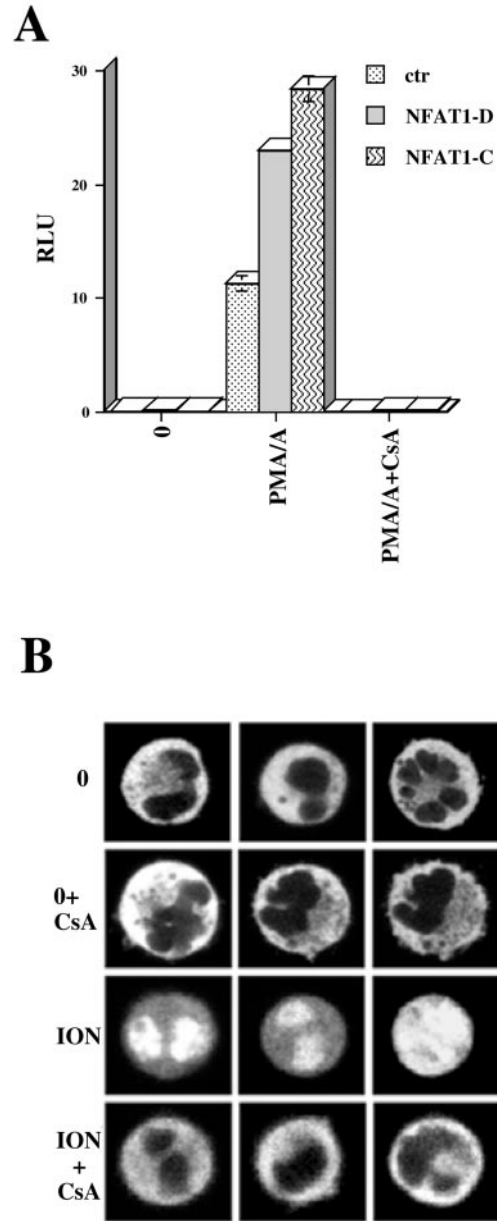 A
30
20
10
0
RLU
ctr
NFAT1-D
NFAT1-C
0
PMA/A
PMA/A+CsA
B
0
0+
CsA
ION
ION
+
CsA